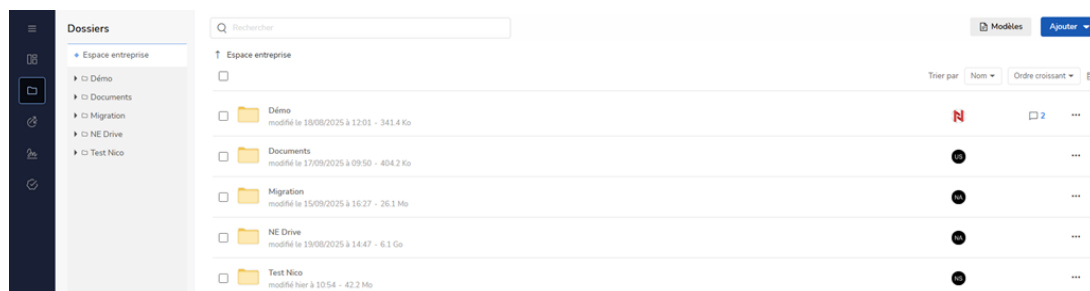 Dossiers
Rechercher
Modèles
Ajouter
Espace entreprise
Espace entreprise
Démo
Documents
Migration
NE Drive
Test Nico
Trier par Nom Ordre croissant
Démo
modifié le 18/08/2025 à 12:01 - 341.4 Ko
N
2
Documents
modifié le 17/09/2025 à 09:50 - 404.2 Ko
US
Migration
modifié le 15/09/2025 à 16:27 - 26.1 Mo
NA
NE Drive
modifié le 19/08/2025 à 14:47 - 6.1 Go
NA
Test Nico
modifié hier à 10:54 - 42.2 Mo
NS